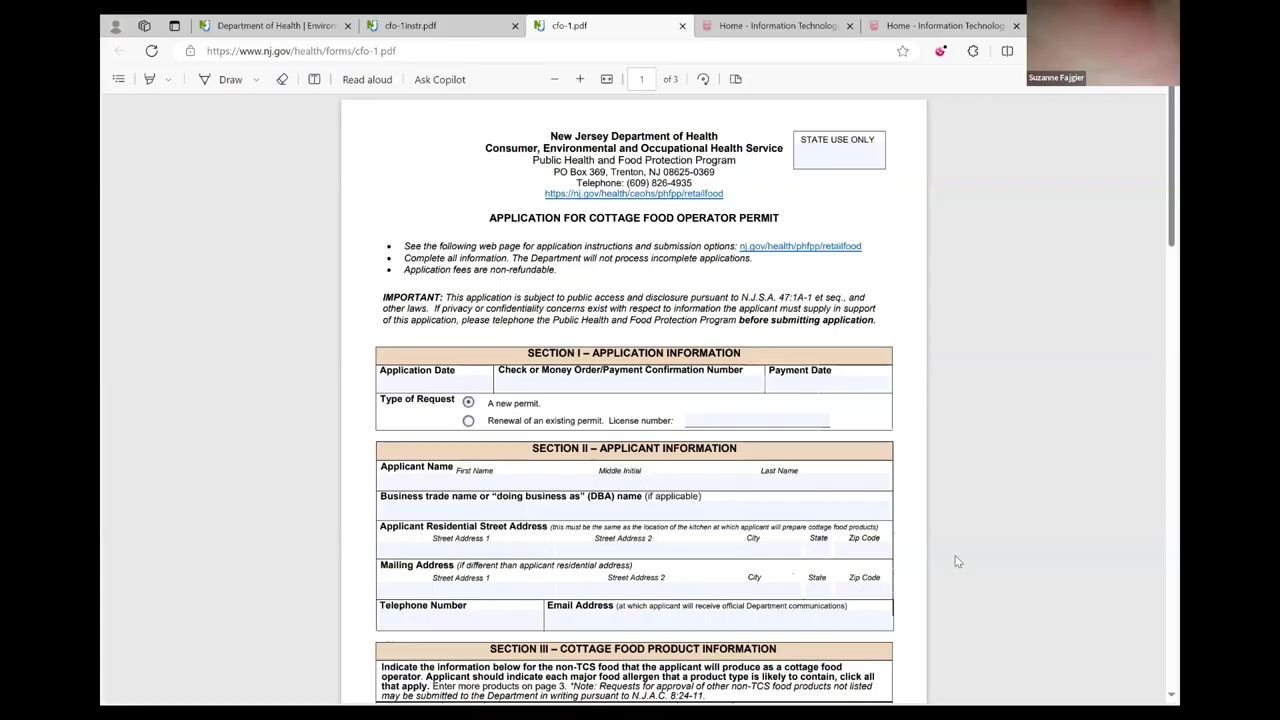 Department of Health | Environ
cfo-1instr.pdf
cfo-1.pdf
Home - Information Technology
Home - Information Technolog
https://www.nj.gov/health/forms/cfo-1.pdf
Suzanne Fajgier
Draw
Read aloud
Ask Copilot
1 of 3
New Jersey Department of Health
Consumer, Environmental and Occupational Health Service
STATE USE ONLY
Public Health and Food Protection Program
PO Box 369, Trenton, NJ 08625-0369
Telephone: (609) 826-4935
https://nj.gov/health/ceohs/phfpp/retailfood
APPLICATION FOR COTTAGE FOOD OPERATOR PERMIT
• See the following web page for application instructions and submission options: nj.gov/health/phfpp/retailfood
• Complete all information. The Department will not process incomplete applications.
• Application fees are non-refundable.
IMPORTANT: This application is subject to public access and disclosure pursuant to N.J.S.A. 47:1A-1 et seq., and
other laws. If privacy or confidentiality concerns exist with respect to information the applicant must supply in support
of this application, please telephone the Public Health and Food Protection Program before submitting application.
SECTION I – APPLICATION INFORMATION
Application Date Check or Money Order/Payment Confirmation Number Payment Date
Type of Request A new permit.
Renewal of an existing permit. License number:
SECTION II – APPLICANT INFORMATION
Applicant Name First Name Middle Initial Last Name
Business trade name or “doing business as” (DBA) name (if applicable)
Applicant Residential Street Address (this must be the same as the location of the kitchen at which applicant will prepare cottage food products)
Street Address 1 Street Address 2 City State Zip Code
Mailing Address (if different than applicant residential address)
Street Address 1 Street Address 2 City State Zip Code
Telephone Number Email Address (at which applicant will receive official Department communications)
SECTION III – COTTAGE FOOD PRODUCT INFORMATION
Indicate the information below for the non-TCS food that the applicant will produce as a cottage food
operator. Applicant should indicate each major food allergen that a product type is likely to contain, click all
that apply. Enter more products on page 3. *Note: Requests for approval of other non-TCS food products not listed
may be submitted to the Department in writing pursuant to N.J.A.C. 8:24-11.